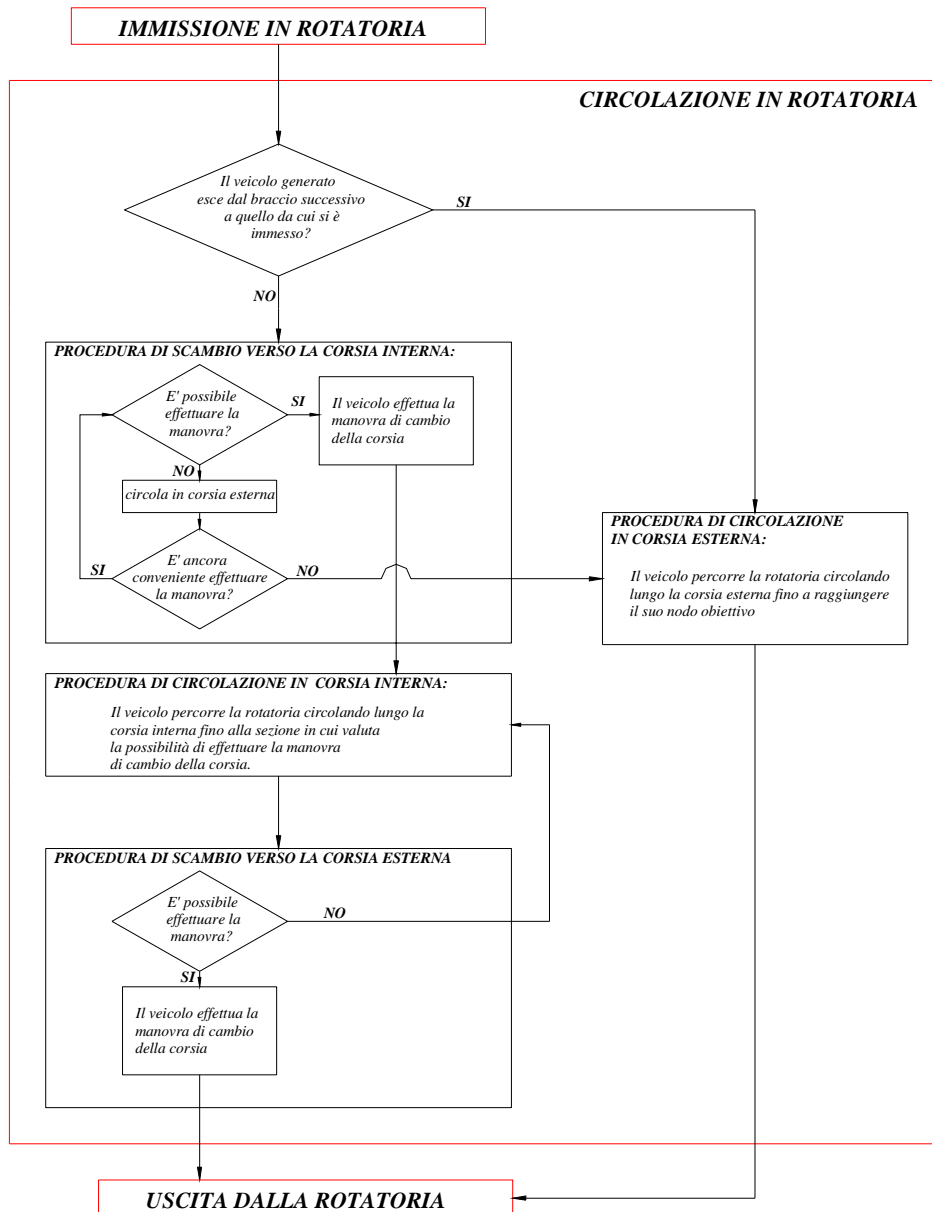 IMMISSIONE IN ROTATORIA
CIRCOLAZIONE IN ROTATORIA
Il veicolo generato
esce dal braccio successivo
a quello da cui si è
immesso?
SI
NO
PROCEDURA DI SCAMBIO VERSO LA CORSIA INTERNA:
E' possibile
effettuare la
manovra?
SI
Il veicolo effettua la
manovra di cambio
della corsia
NO
circola in corsia esterna
E' ancora
conveniente effettuare
la manovra?
SI
NO
PROCEDURA DI CIRCOLAZIONE
IN CORSIA ESTERNA:
Il veicolo percorre la rotatoria circolando
lungo la corsia esterna fino a raggiungere
il suo nodo obiettivo
PROCEDURA DI CIRCOLAZIONE IN CORSIA INTERNA:
Il veicolo percorre la rotatoria circolando lungo la
corsia interna fino alla sezione in cui valuta
la possibilità di effettuare la manovra
di cambio della corsia.
PROCEDURA DI SCAMBIO VERSO LA CORSIA ESTERNA
E' possibile
effettuare la
manovra?
NO
SI
Il veicolo effettua la
manovra di cambio
della corsia
USCITA DALLA ROTATORIA